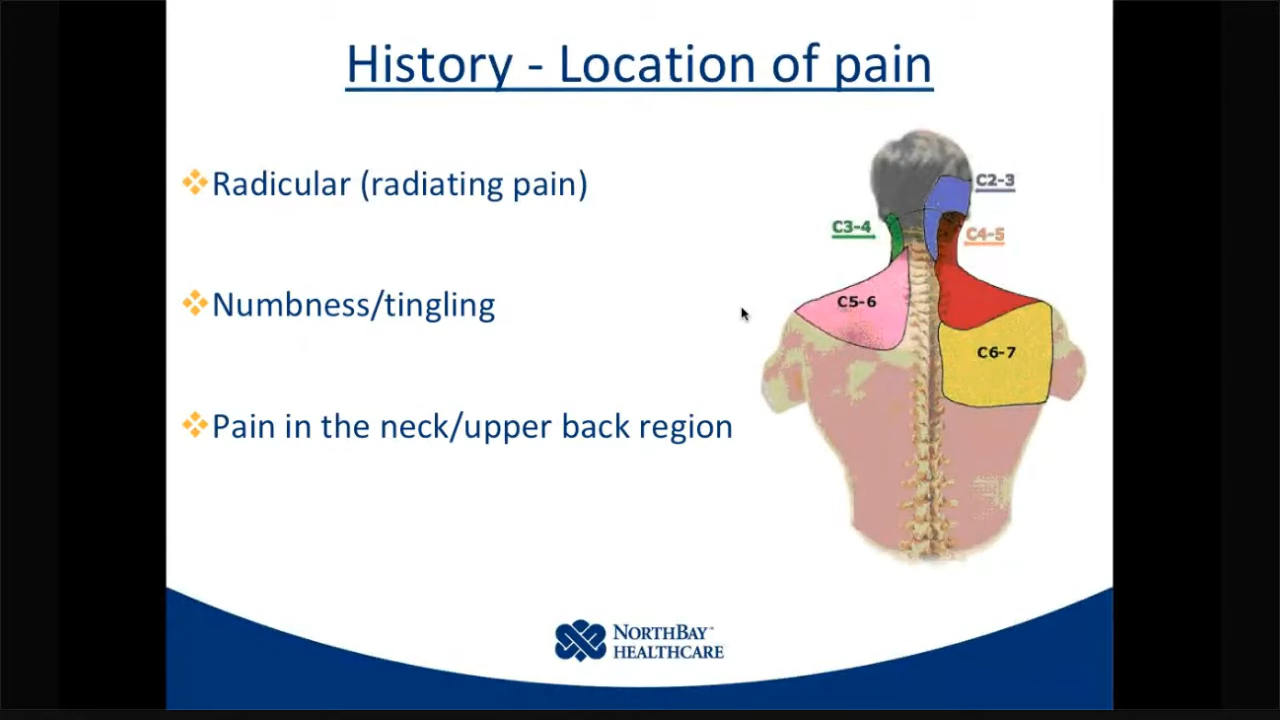 History - Location of pain
Radicular (radiating pain)
Numbness/tingling
Pain in the neck/upper back region
C2-3
C3-4
C4-5
C5-6
C6-7
NORTHBAY™
HEALTHCARE